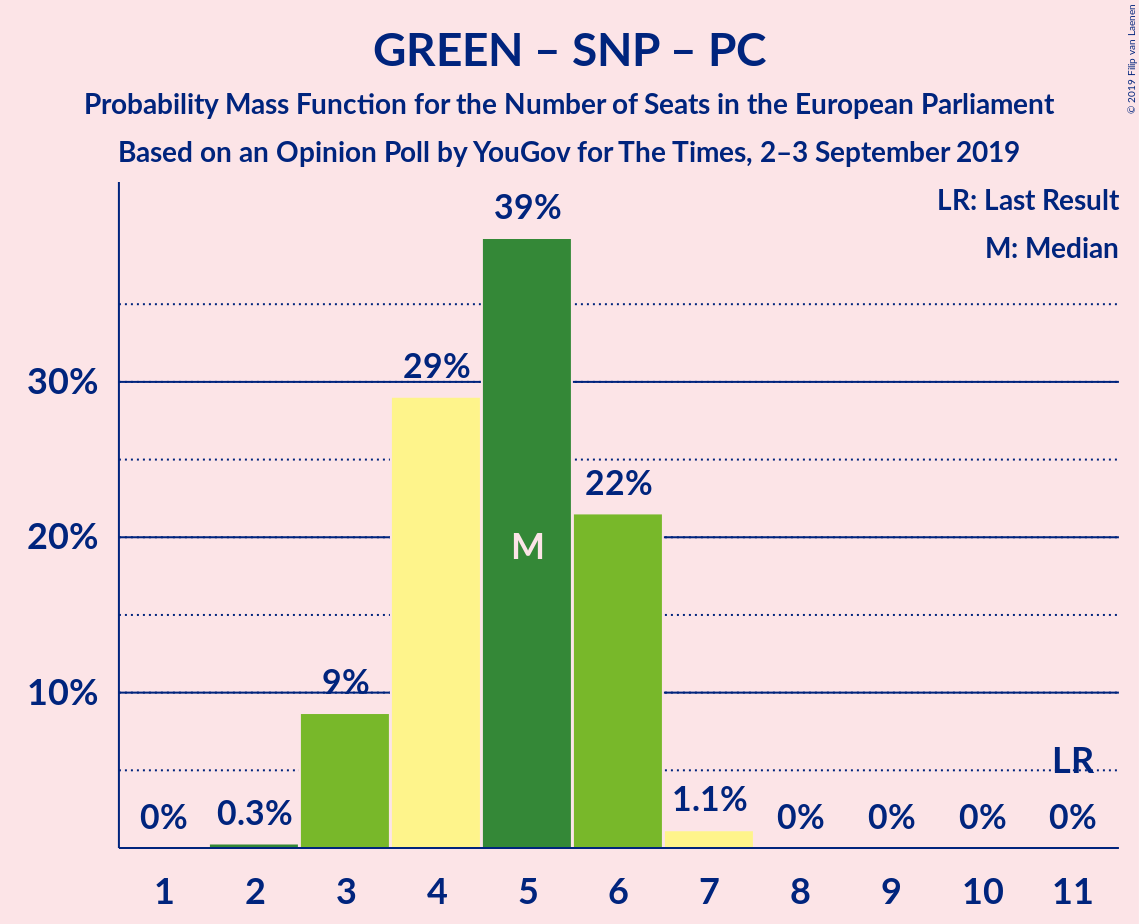 GREEN – SNP – PC
Probability Mass Function for the Number of Seats in the European Parliament
Based on an Opinion Poll by YouGov for The Times, 2–3 September 2019
© 2019 Filip van Laenen
LR: Last Result
M: Median
39%
29%
30%
22%
20%
M
9%
10%
LR
0%
0.3%
1.1%
0%
0%
0%
0%
1 2 3 4 5 6 7 8 9 10 11